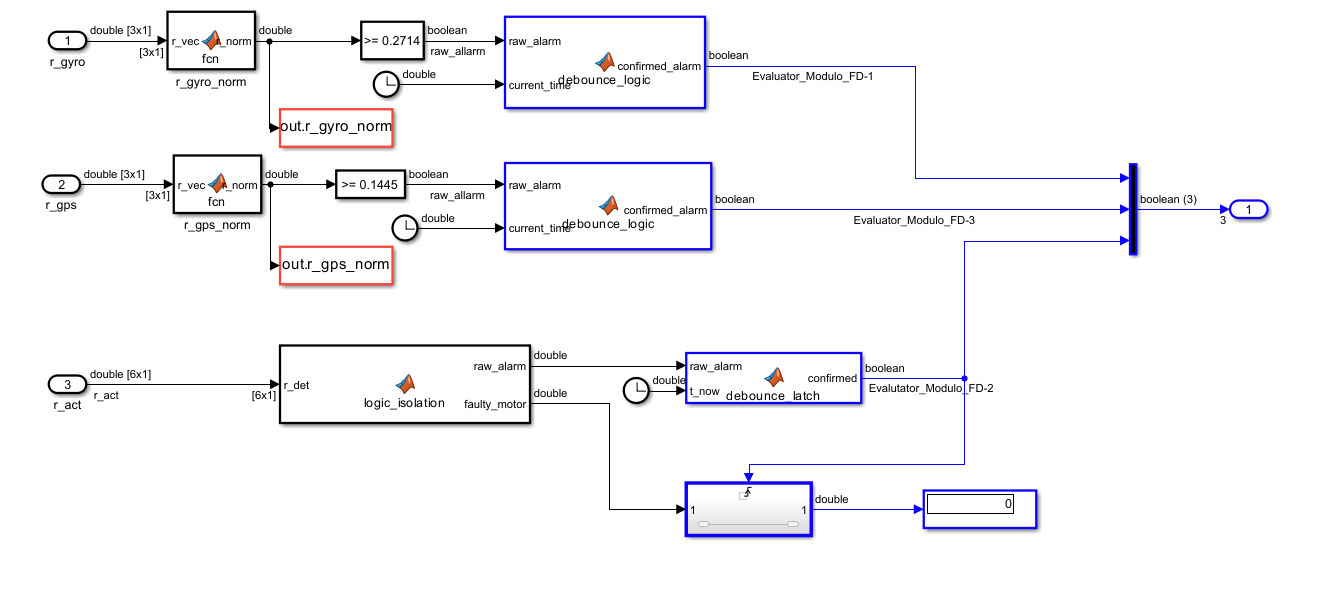 1
r_gyro
double [3x1]
[3x1]
r_vec
r_norm
fcn
r_gyro_norm
double
>= 0.2714
boolean
raw_allarm
double
raw_alarm
current_time
confirmed_alarm
debounce_logic
boolean
Evaluator_Modulo_FD-1
out.r_gyro_norm
2
r_gps
double [3x1]
[3x1]
r_vec
r_norm
fcn
r_gps_norm
double
>= 0.1445
boolean
raw_allarm
double
raw_alarm
current_time
confirmed_alarm
debounce_logic
boolean
Evaluator_Modulo_FD-3
out.r_gps_norm
boolean (3)
3
1
3
r_act
double [6x1]
r_act
[6x1]
r_det
logic_isolation
raw_alarm
faulty_motor
double
double
double
raw_alarm
t_now
confirmed
debounce_latch
boolean
Evalutator_Modulo_FD-2
1
1
double
0